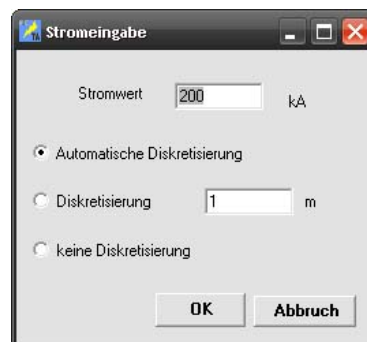 Stromeingabe
Stromwert 200 kA
Automatische Diskretisierung
Diskretisierung 1 m
keine Diskretisierung
OK Abbruch